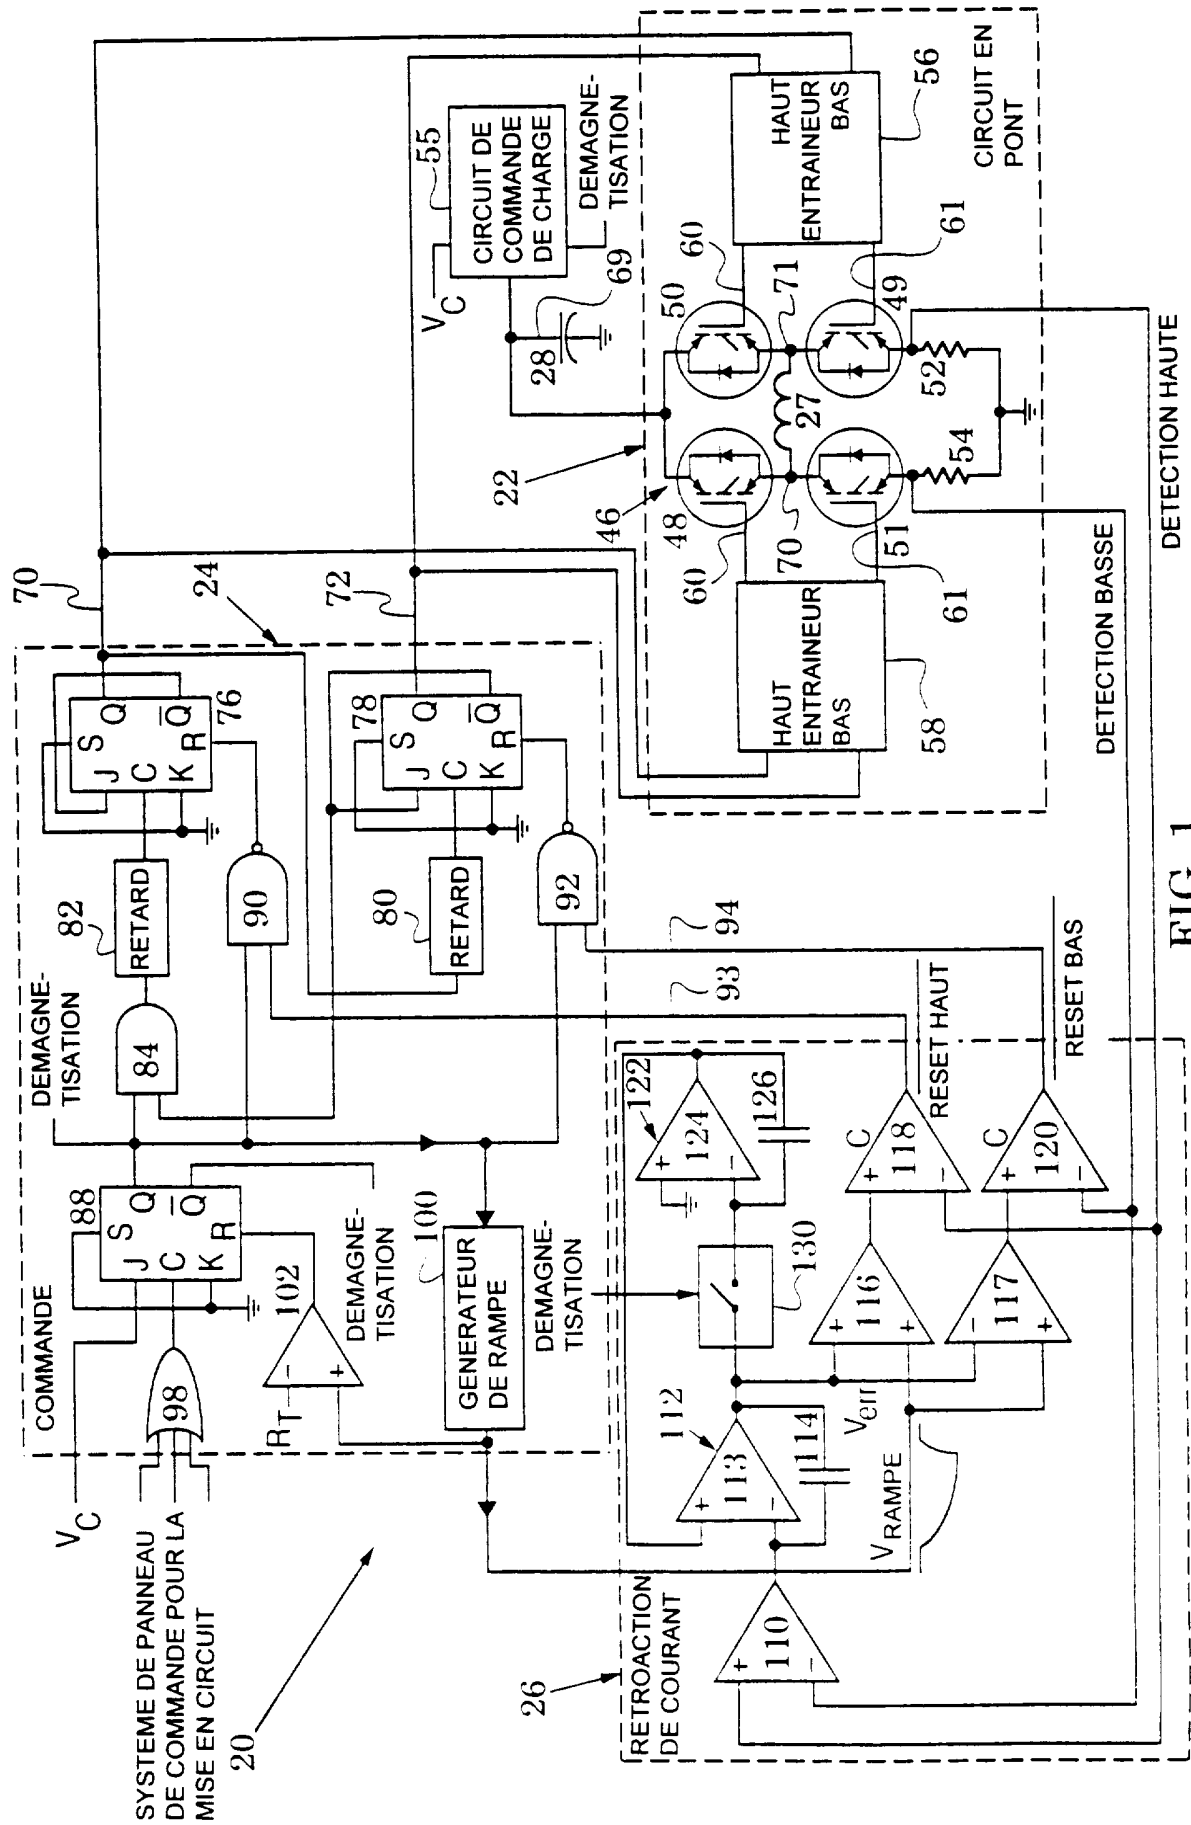 SYSTEME DE PANNEAU
DE COMMANDE POUR LA
MISE EN CIRCUIT
20
V C
COMMANDE
98
88
J
S
C
K
R
Q
Q̅
DEMAGNE-
TISATION
84
82
RETARD
76
J
S
C
K
R
Q
Q̅
70
24
90
102
R T
-
+
DEMAGNE-
TISATION
100
GENERATEUR
DE RAMPE
80
RETARD
78
J
S
C
K
R
Q
Q̅
72
92
93
94
V C
55
CIRCUIT DE
COMMANDE
DE CHARGE
DEMAGNE-
TISATION
28
69
22
46
48
50
60
60
70
71
27
51
49
61
61
54
52
HAUT
ENTRAINEUR
BAS
58
HAUT
ENTRAINEUR
BAS
56
CIRCUIT EN
PONT
26
RETROACTION
DE COURANT
110
+
-
112
113
+
-
114
DEMAGNE-
TISATION
130
122
124
+
-
126
Verr
VRAMPE
116
+
+
117
-
+
118
C
+
-
120
C
+
-
RESET HAUT
RESET BAS
DETECTION BASSE
DETECTION HAUTE
FIG. 1